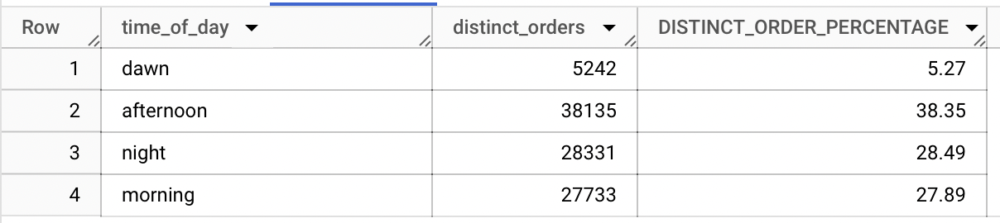 Row time_of_day distinct_orders DISTINCT_ORDER_PERCENTAGE
1 dawn 5242 5.27
2 afternoon 38135 38.35
3 night 28331 28.49
4 morning 27733 27.89